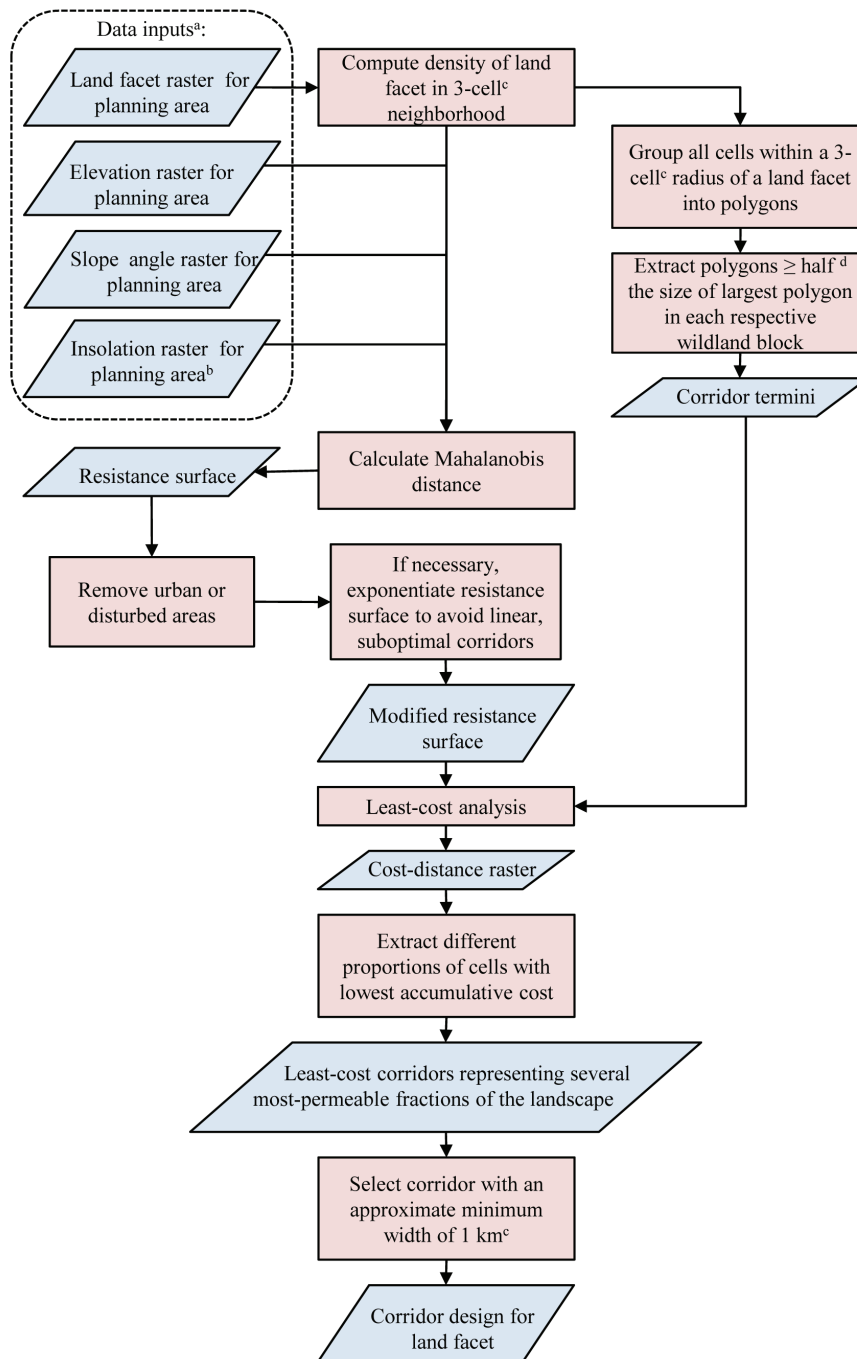 Data inputsᵃ:
Land facet raster for
planning area
Compute density of land
facet in 3-cellᶜ
neighborhood
Elevation raster for
planning area
Group all cells within a 3-
cellᶜ radius of a land facet
into polygons
Slope angle raster for
planning area
Extract polygons ≥ half ᵈ
the size of largest polygon
in each respective
wildland block
Insolation raster for
planning areaᵇ
Corridor termini
Calculate Mahalanobis
distance
Resistance surface
Remove urban or
disturbed areas
If necessary,
exponentiate resistance
surface to avoid linear,
suboptimal corridors
Modified resistance
surface
Least-cost analysis
Cost-distance raster
Extract different
proportions of cells with
lowest accumulative cost
Least-cost corridors representing several
most-permeable fractions of the landscape
Select corridor with an
approximate minimum
width of 1 kmᶜ
Corridor design for
land facet